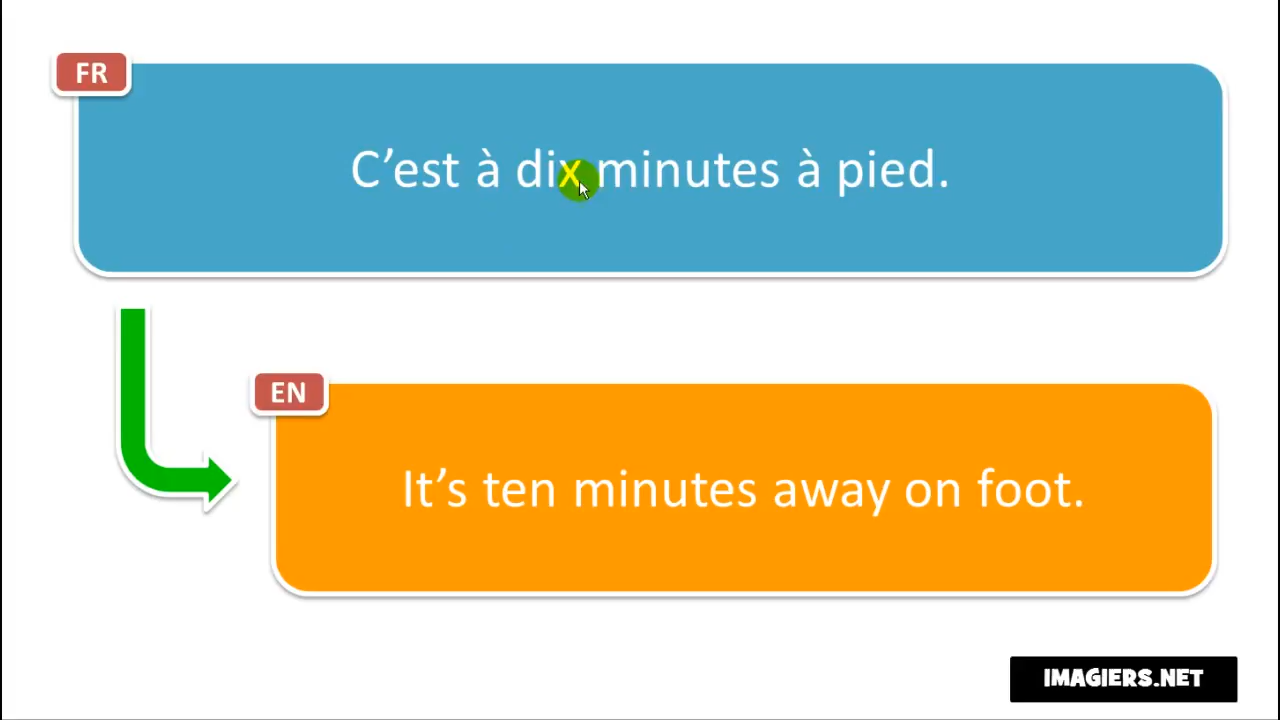 FR
C’est à dix minutes à pied.
EN
It’s ten minutes away on foot.
IMAGIERS.NET